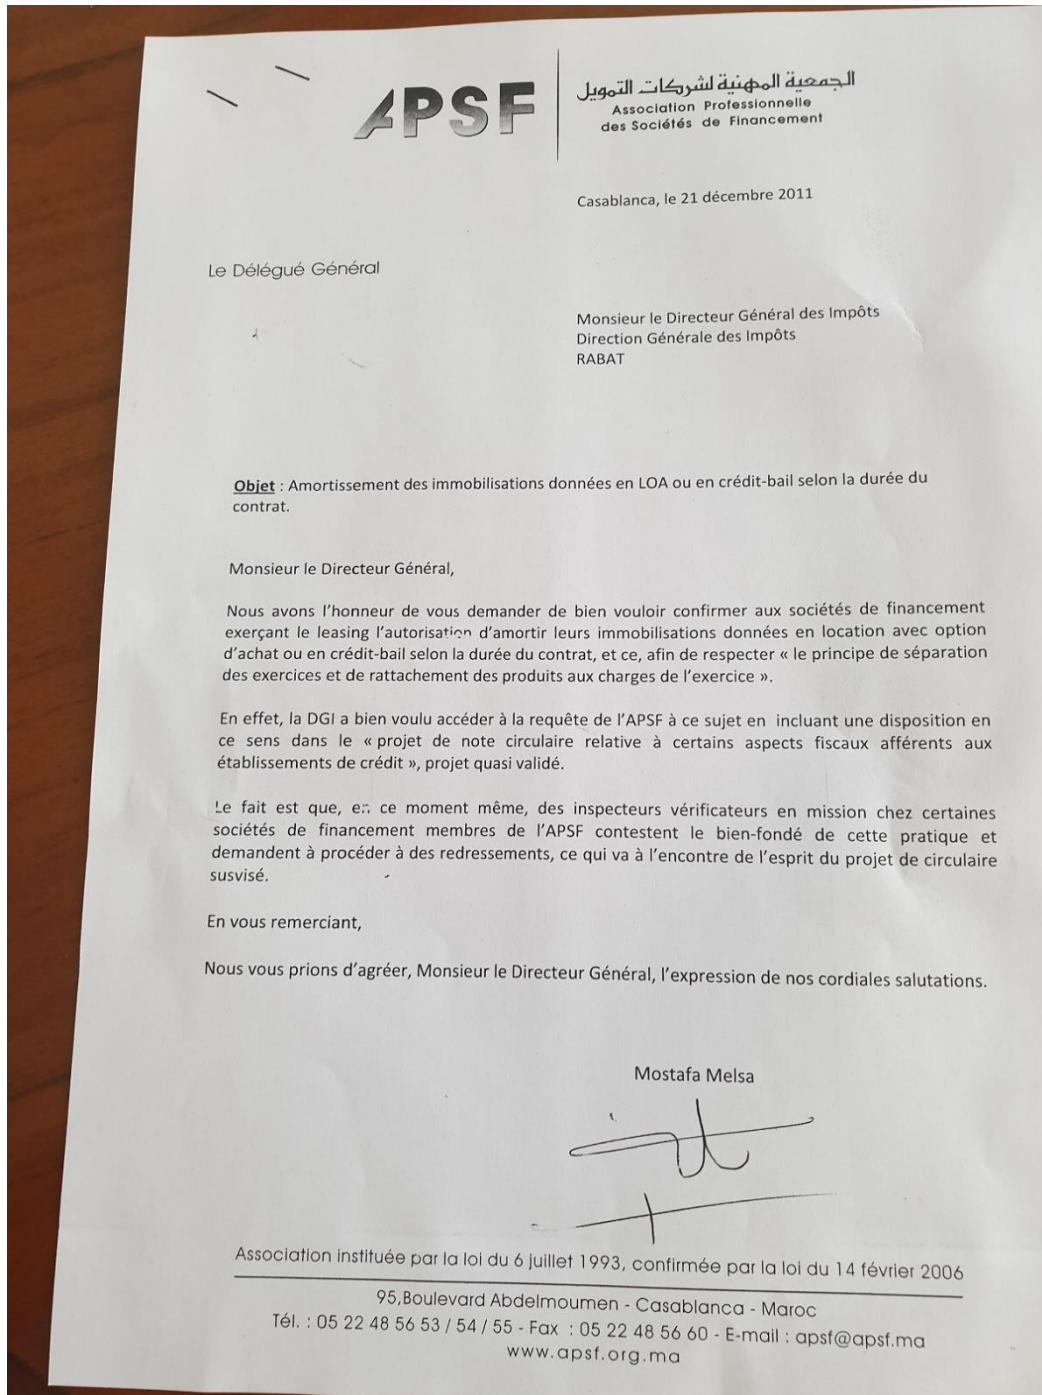 APSF
الجمعية المهنية لشركات التمويل
Association Professionnelle
des Sociétés de Financement
Casablanca, le 21 décembre 2011
Le Délégué Général
Monsieur le Directeur Général des Impôts
Direction Générale des Impôts
RABAT
Objet : Amortissement des immobilisations données en LOA ou en crédit-bail selon la durée du
contrat.
Monsieur le Directeur Général,
Nous avons l'honneur de vous demander de bien vouloir confirmer aux sociétés de financement
exerçant le leasing l'autorisation d'amortir leurs immobilisations données en location avec option
d'achat ou en crédit-bail selon la durée du contrat, et ce, afin de respecter « le principe de séparation
des exercices et de rattachement des produits aux charges de l'exercice ».
En effet, la DGI a bien voulu accéder à la requête de l'APSF à ce sujet en incluant une disposition en
ce sens dans le « projet de note circulaire relative à certains aspects fiscaux afférents aux
établissements de crédit », projet quasi validé.
Le fait est que, en ce moment même, des inspecteurs vérificateurs en mission chez certaines
sociétés de financement membres de l'APSF contestent le bien-fondé de cette pratique et
demandent à procéder à des redressements, ce qui va à l'encontre de l'esprit du projet de circulaire
susvisé.
En vous remerciant,
Nous vous prions d'agréer, Monsieur le Directeur Général, l'expression de nos cordiales salutations.
Mostafa Melsa
Association instituée par la loi du 6 juillet 1993, confirmée par la loi du 14 février 2006
95,Boulevard Abdelmoumen - Casablanca - Maroc
Tél. : 05 22 48 56 53 / 54 / 55 - Fax : 05 22 48 56 60 - E-mail : apsf@apsf.ma
www.apsf.org.ma